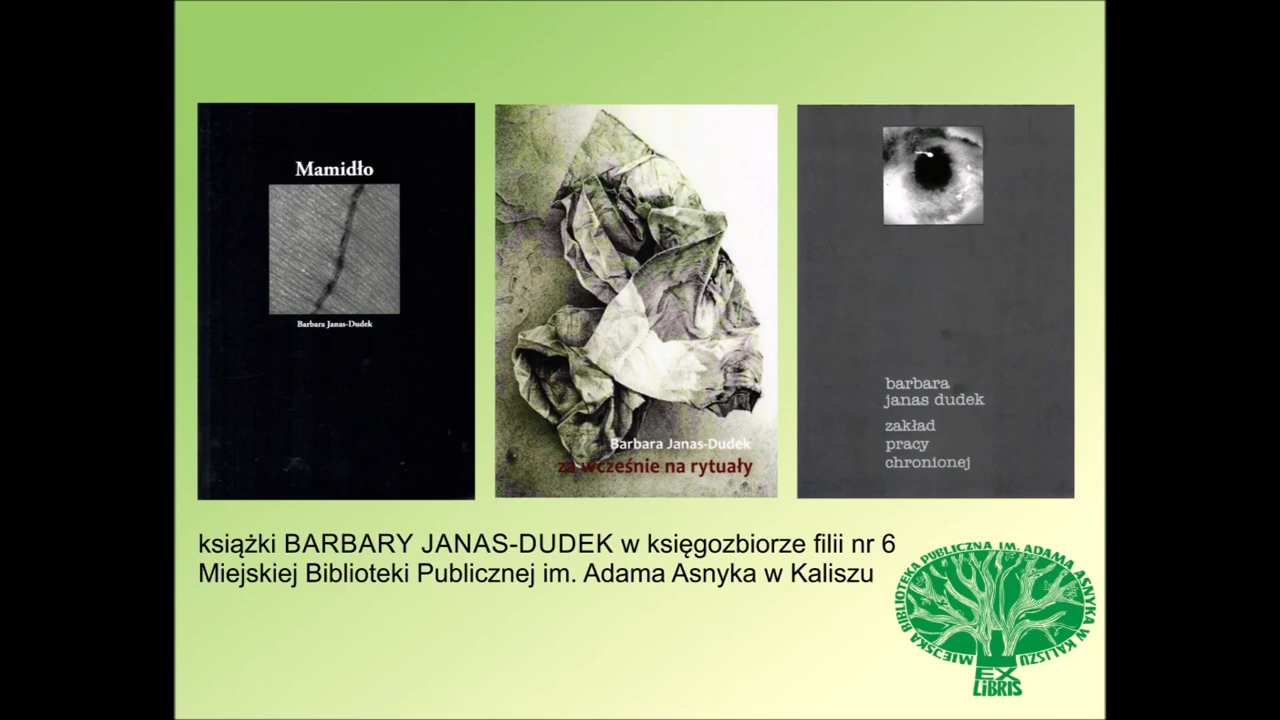 Mamidło
Barbara Janas-Dudek
Barbara Janas-Dudek
za wcześnie na rytuały
barbara
janas dudek
zakład
pracy
chronionej
książki BARBARY JANAS-DUDEK w księgozbiorze filii nr 6
Miejskiej Biblioteki Publicznej im. Adama Asnyka w Kaliszu
MIEJSKA BIBLIOTEKA PUBLICZNA IM. ADAMA ASNYKA W KALISZU
EX
LIBRIS